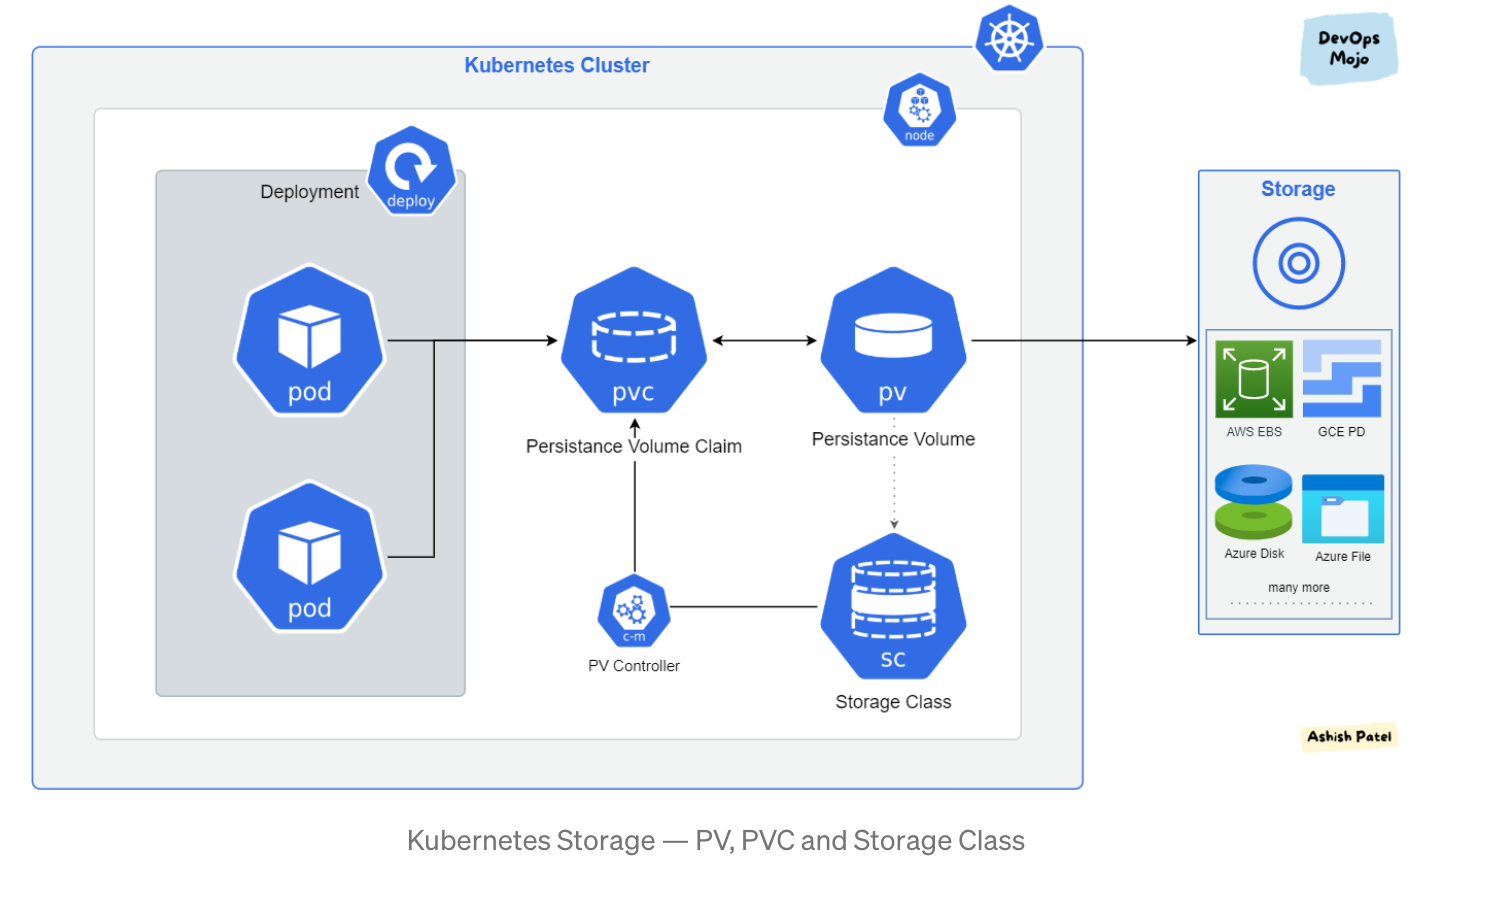 Kubernetes Cluster
DevOps
Mojo
node
Deployment
deploy
Storage
pod
pvc
pv
Persistance Volume Claim
Persistance Volume
AWS EBS
GCE PD
pod
Azure Disk
Azure File
many more
c-m
PV Controller
sc
Storage Class
Ashish Patel
Kubernetes Storage — PV, PVC and Storage Class